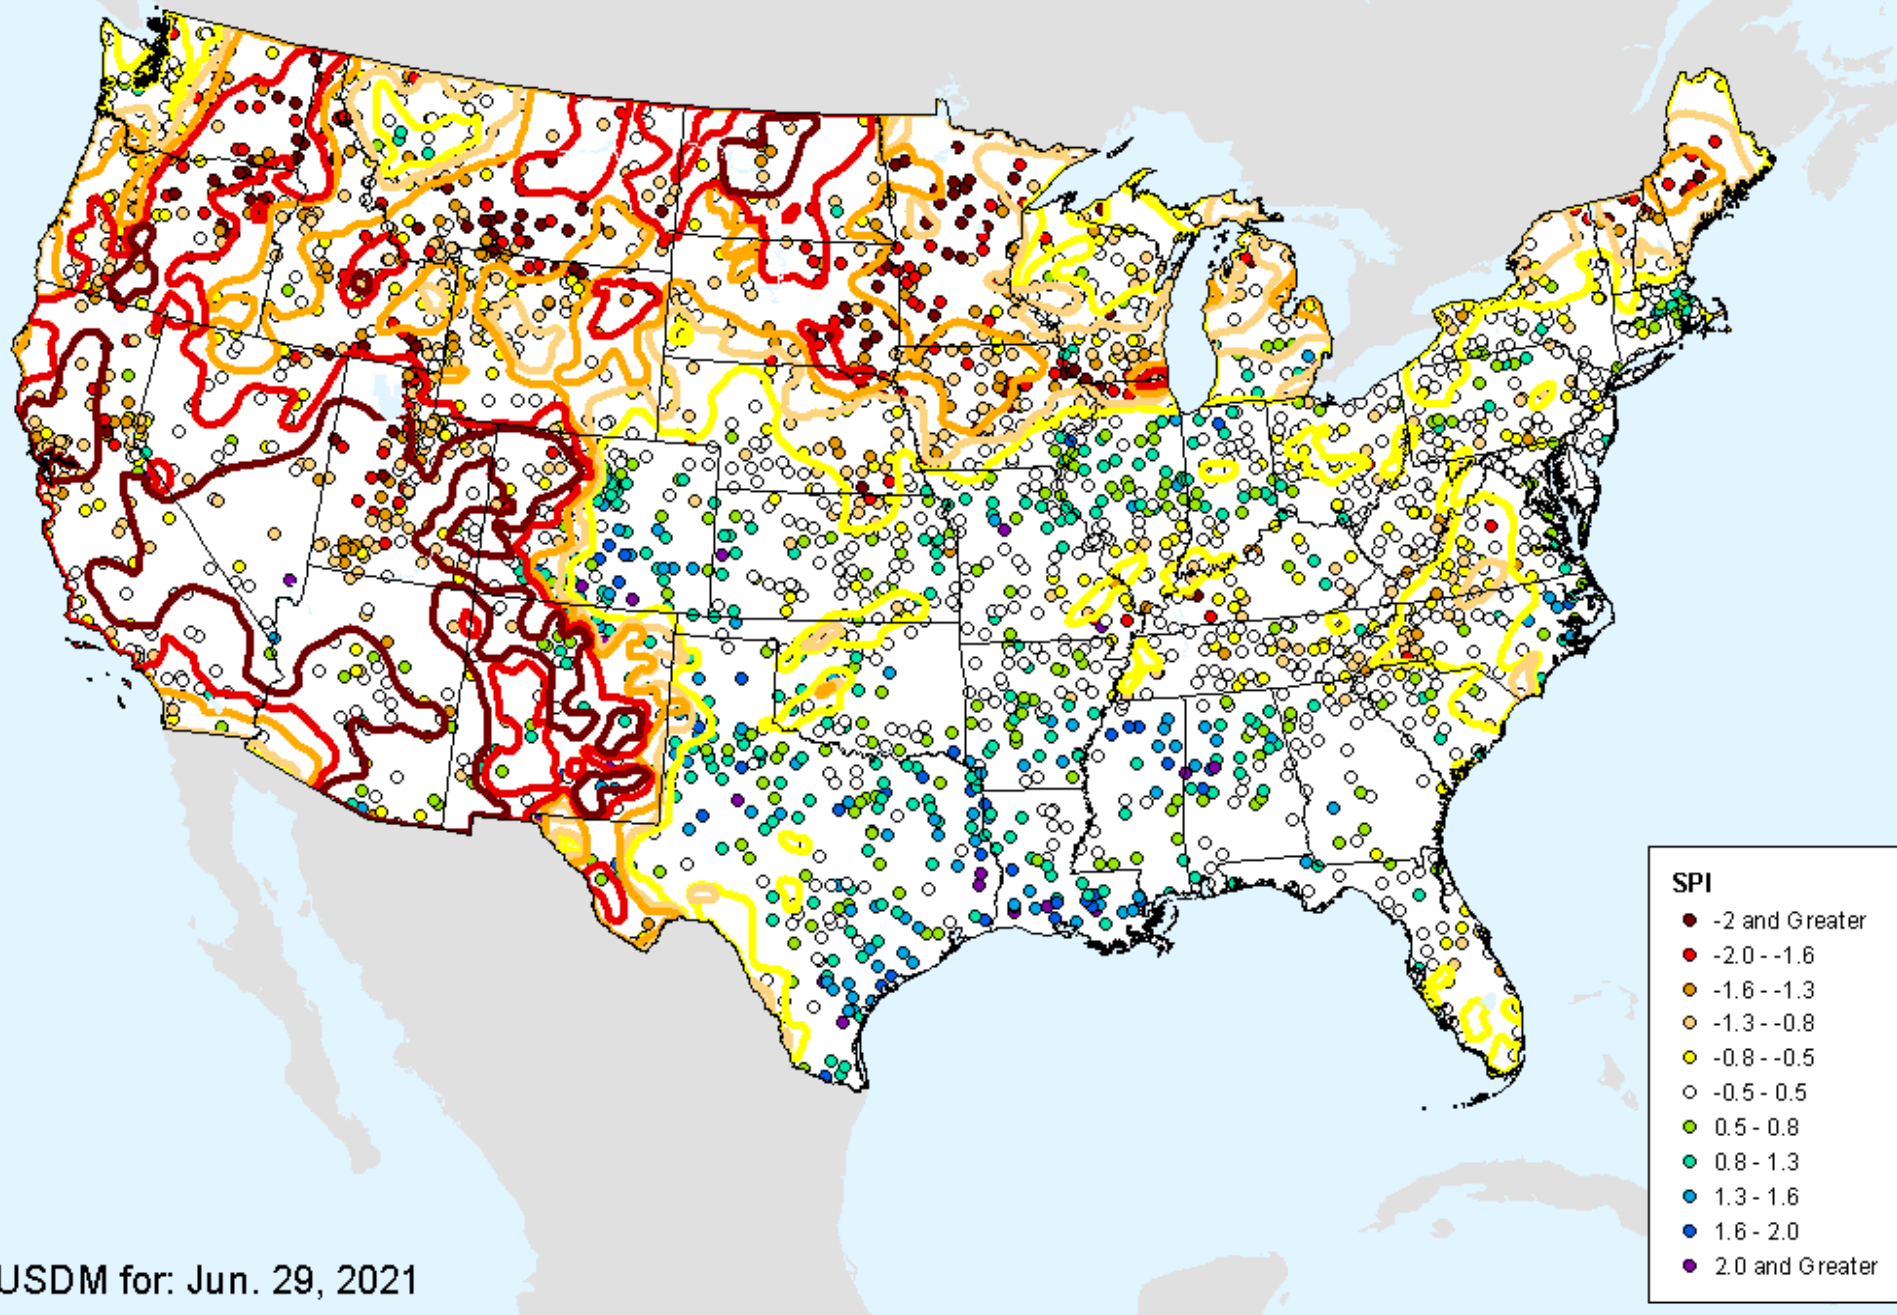 SPI
-2 and Greater
-2.0 - -1.6
-1.6 - -1.3
-1.3 - -0.8
-0.8 - -0.5
-0.5 - 0.5
0.5 - 0.8
0.8 - 1.3
1.3 - 1.6
1.6 - 2.0
2.0 and Greater
USDM for: Jun. 29, 2021